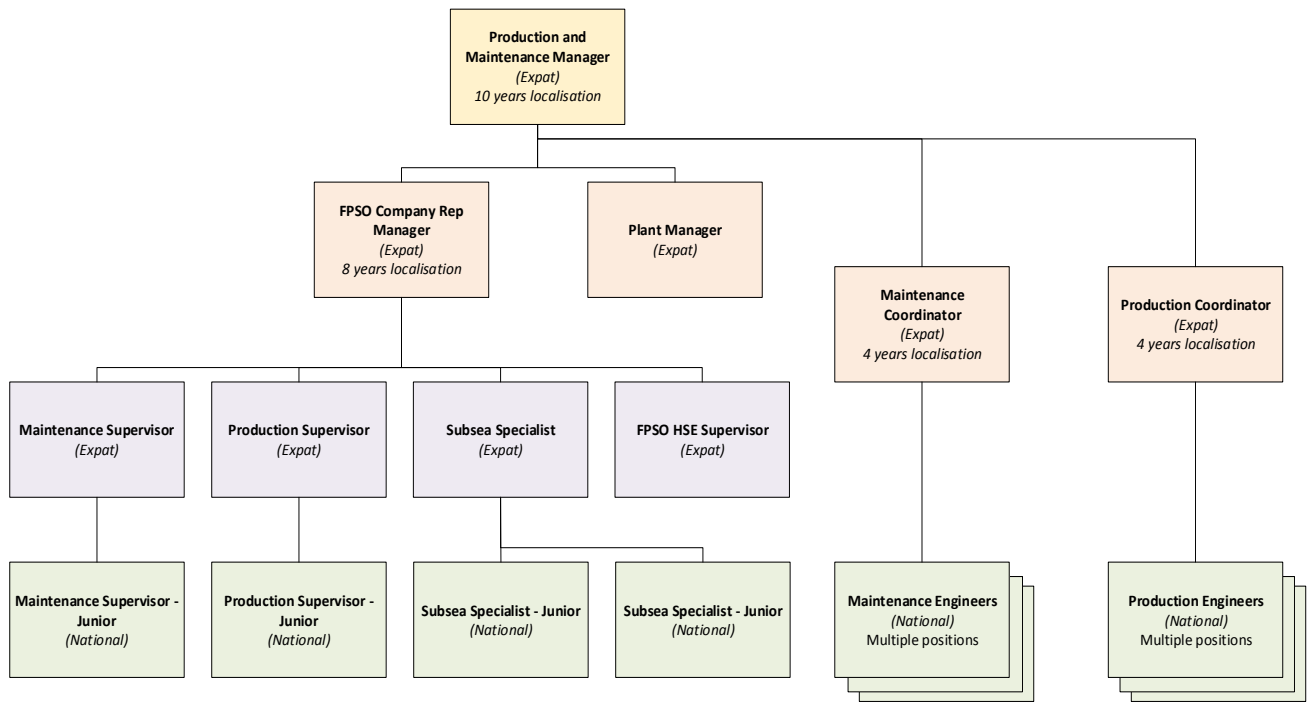 Production and
Maintenance Manager
(Expat)
10 years localisation
FPSO Company Rep
Manager
(Expat)
8 years localisation
Plant Manager
(Expat)
Maintenance
Coordinator
(Expat)
4 years localisation
Production Coordinator
(Expat)
4 years localisation
Maintenance Supervisor
(Expat)
Production Supervisor
(Expat)
Subsea Specialist
(Expat)
FPSO HSE Supervisor
(Expat)
Maintenance Supervisor -
Junior
(National)
Production Supervisor -
Junior
(National)
Subsea Specialist - Junior
(National)
Subsea Specialist - Junior
(National)
Maintenance Engineers
(National)
Multiple positions
Production Engineers
(National)
Multiple positions